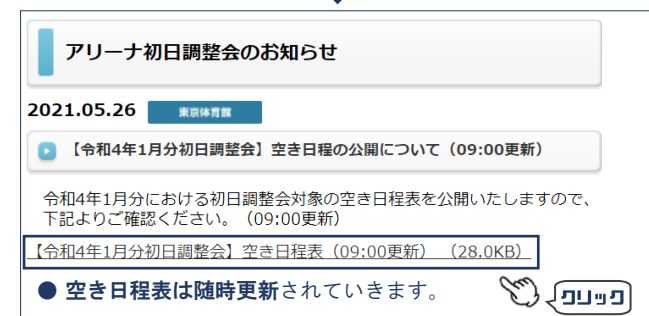 アリーナ初日調整会のお知らせ
2021.05.26 東京体育館
【令和4年1月分初日調整会】空き日程の公開について（09:00更新）
令和4年1月分における初日調整会対象の空き日程表を公開いたしますので、
下記よりご確認ください。（09:00更新）
【令和4年1月分初日調整会】空き日程表（09:00更新）（28.0KB）
● 空き日程表は随時更新されていきます。
クリック